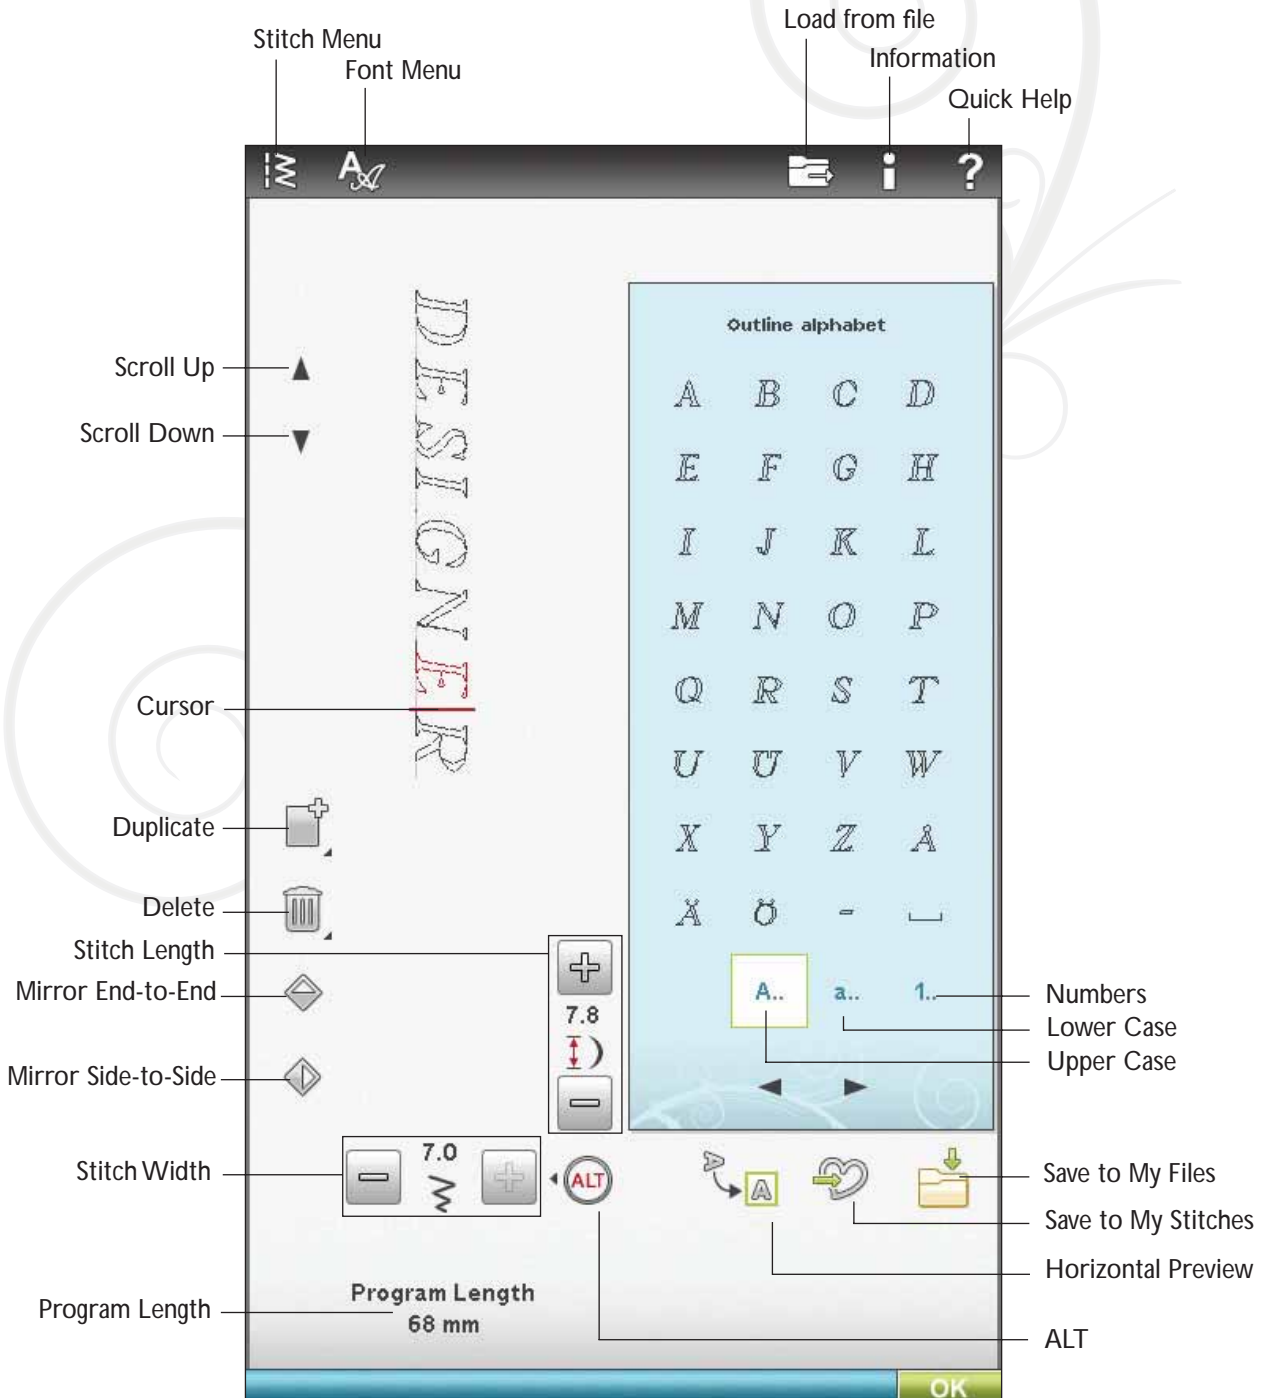 Load from file
Stitch Menu
Information
Font Menu
Quick Help
A A i ?
Outline alphabet
DESIGNER
Scroll Up
A B C D
Scroll Down
E F G H
I J K L
M N O P
Q R S T
Cursor
U Ü V W
X Y Z Å
Duplicate
Ä Ö -
Delete
Stitch Length
Mirror End-to-End
7.8
A.. a.. 1..
Numbers
Lower Case
Upper Case
Mirror Side-to-Side
Stitch Width
7.0
ALT
A A
Save to My Files
Save to My Stitches
Horizontal Preview
Program Length
Program Length
68 mm
ALT
OK